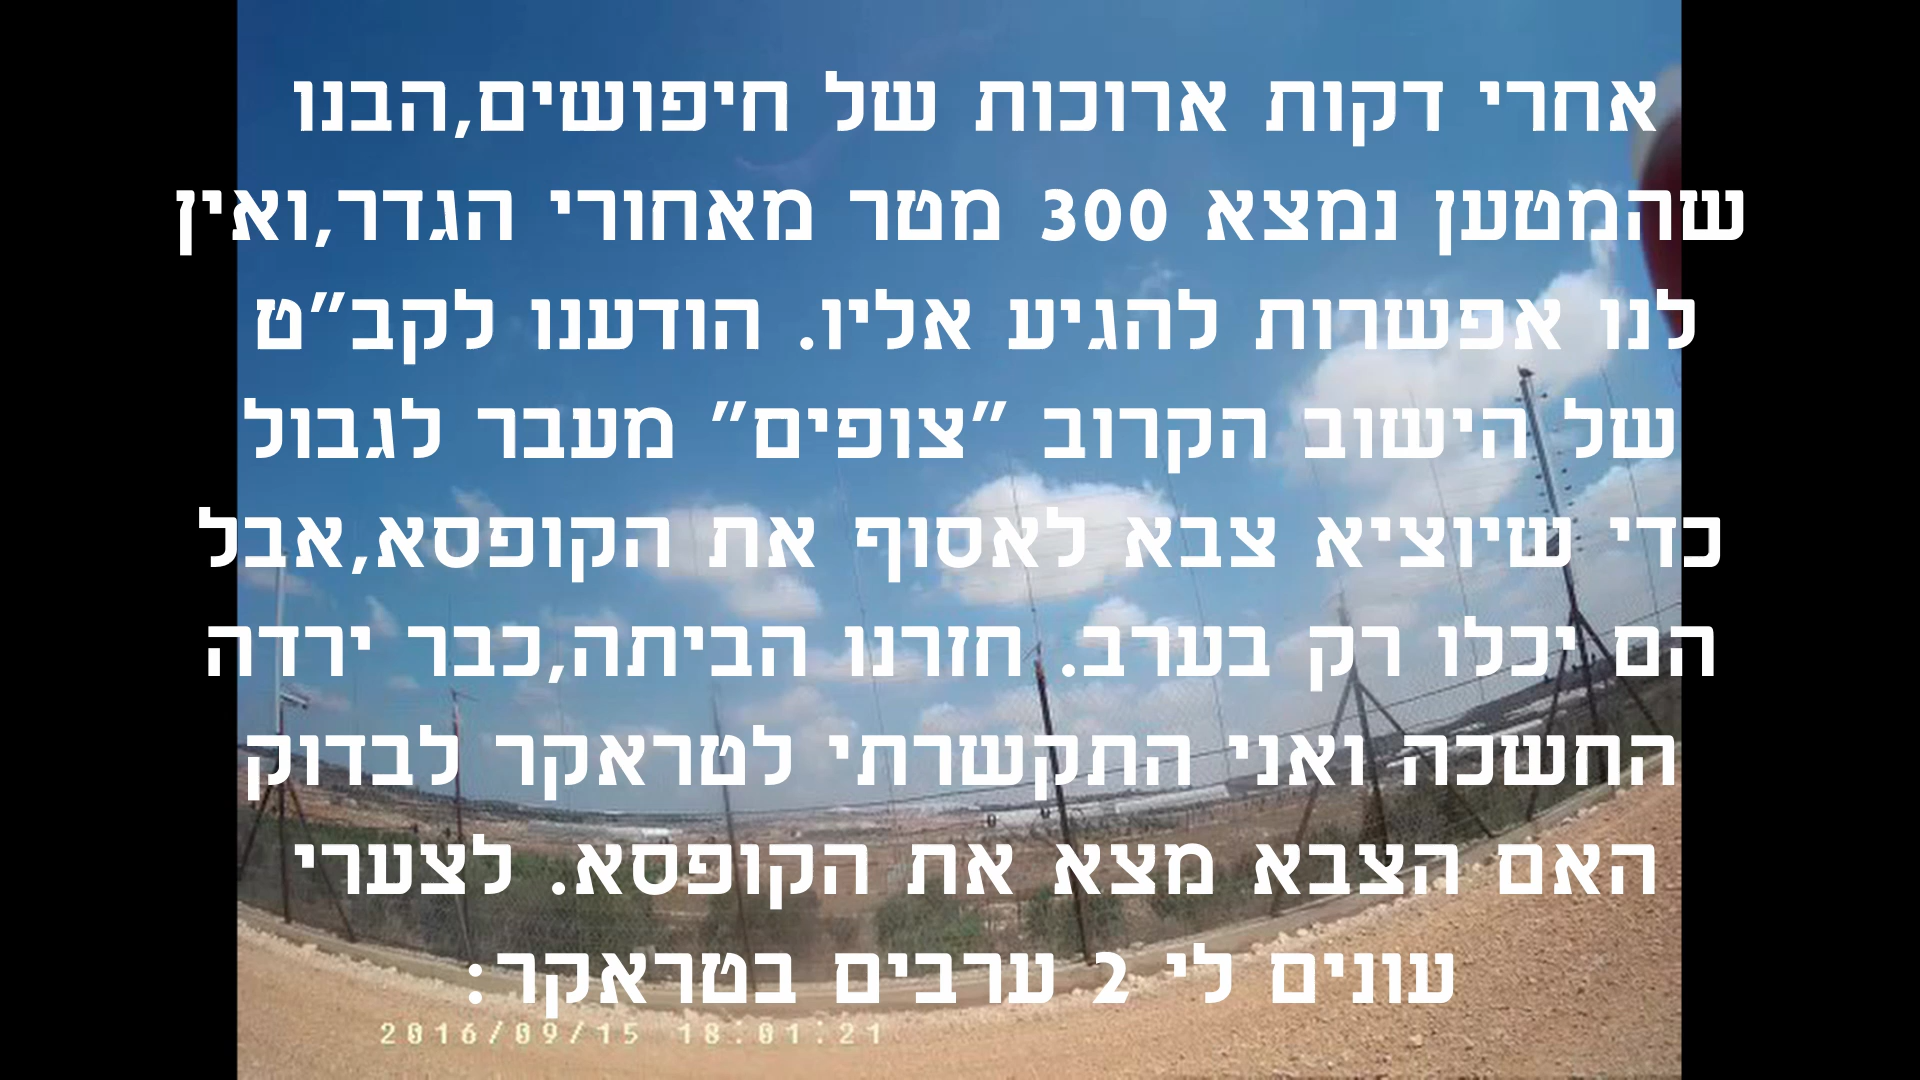 אחרי דקות ארוכות של חיפושים,הבנו
שהמטען נמצא 300 מטר מאחורי הגדר,ואין
לנו אפשרות להגיע אליו. הודענו לקב"ט
של הישוב הקרוב "צופים" מעבר לגבול
כדי שיוציא צבא לאסוף את הקופסא,אבל
הם יכלו רק בערב. חזרנו הביתה,כבר ירדה
החשכה ואני התקשרתי לטראקר לבדוק
האם הצבא מצא את הקופסא. לצערי
עונים לי 2 ערבים בטראקר:
2016/09/15 18:01:21